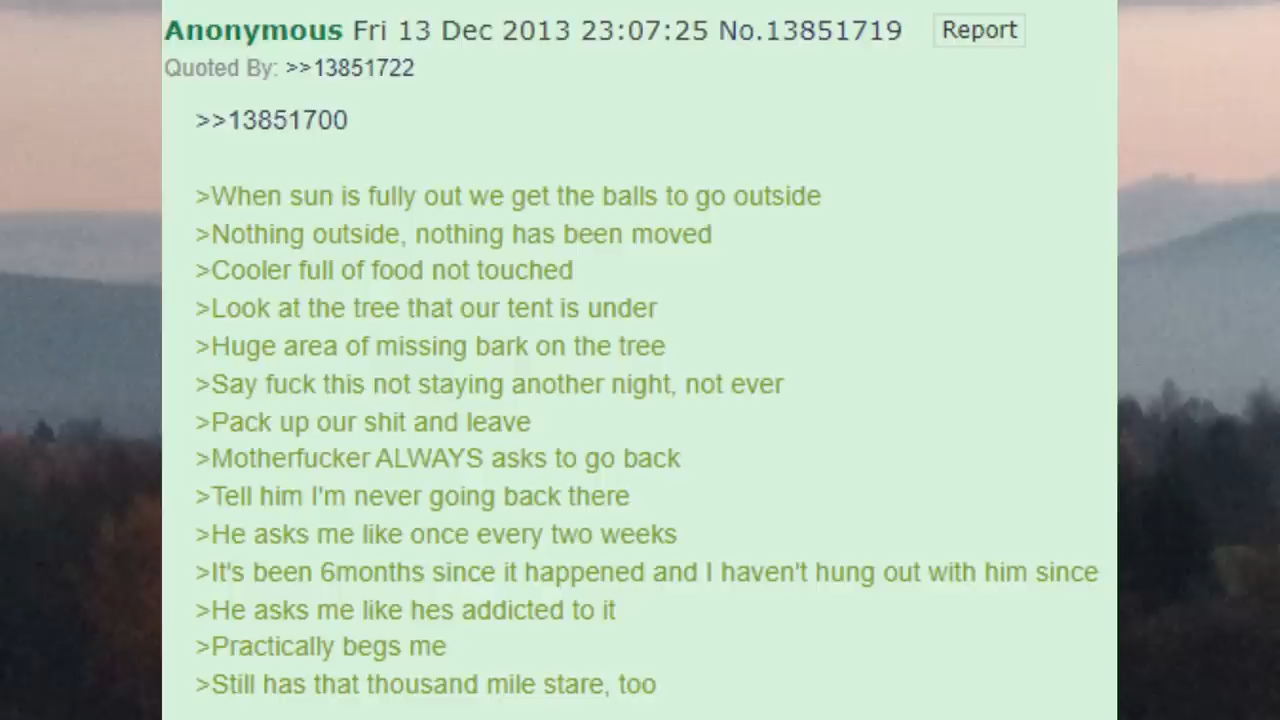 Anonymous Fri 13 Dec 2013 23:07:25 No.13851719 Report
Quoted By: >>13851722
>>13851700
>When sun is fully out we get the balls to go outside
>Nothing outside, nothing has been moved
>Cooler full of food not touched
>Look at the tree that our tent is under
>Huge area of missing bark on the tree
>Say fuck this not staying another night, not ever
>Pack up our shit and leave
>Motherfucker ALWAYS asks to go back
>Tell him I'm never going back there
>He asks me like once every two weeks
>It's been 6months since it happened and I haven't hung out with him since
>He asks me like hes addicted to it
>Practically begs me
>Still has that thousand mile stare, too